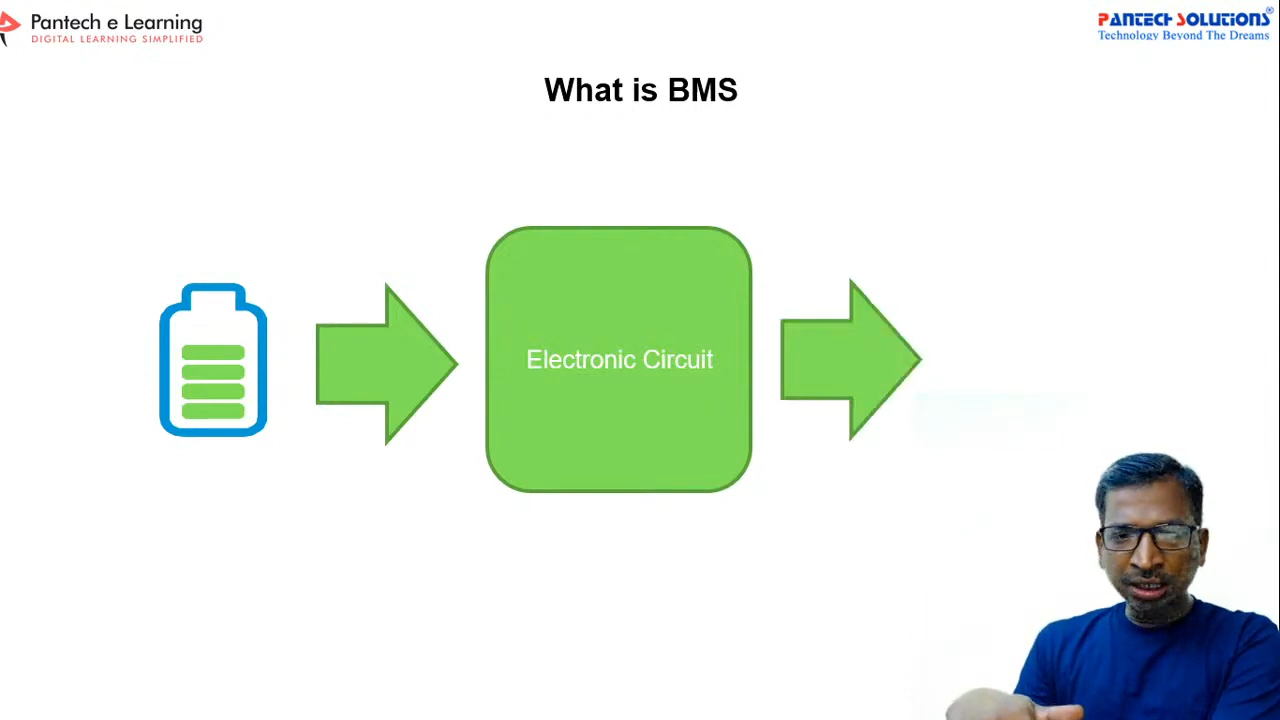 Pantech e Learning
DIGITAL LEARNING SIMPLIFIED
PANTECH SOLUTIONS®
Technology Beyond The Dreams
What is BMS
Electronic Circuit